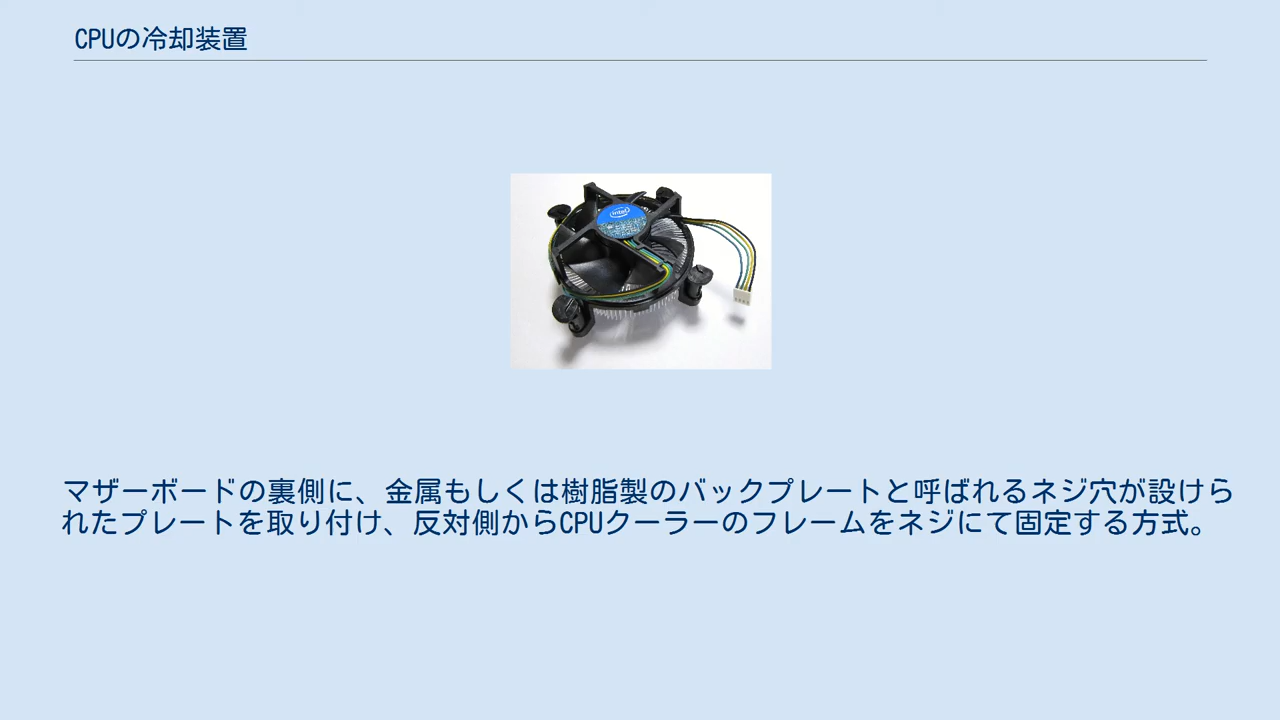 CPUの冷却装置
intel
マザーボードの裏側に、金属もしくは樹脂製のバックプレートと呼ばれるネジ穴が設けら
れたプレートを取り付け、反対側からCPUクーラーのフレームをネジにて固定する方式。